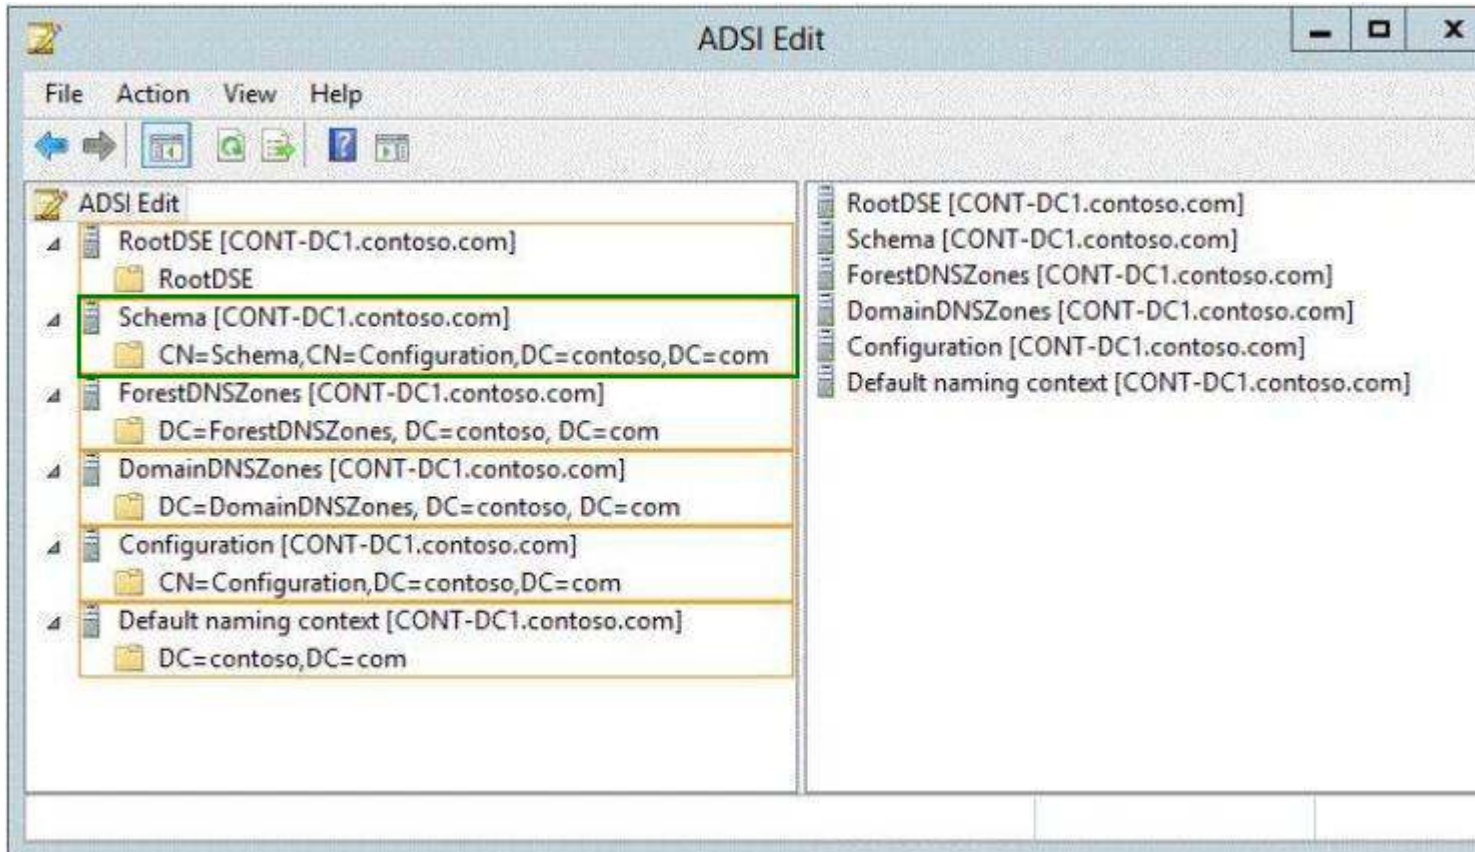 ADSI Edit
x
File Action View Help
ADSI Edit
RootDSE [CONT-DC1.contoso.com]
RootDSE
Schema [CONT-DC1.contoso.com]
CN=Schema,CN=Configuration,DC=contoso,DC=com
ForestDNSZones [CONT-DC1.contoso.com]
DC=ForestDNSZones, DC=contoso, DC=com
DomainDNSZones [CONT-DC1.contoso.com]
DC=DomainDNSZones, DC=contoso, DC=com
Configuration [CONT-DC1.contoso.com]
CN=Configuration,DC=contoso,DC=com
Default naming context [CONT-DC1.contoso.com]
DC=contoso,DC=com
RootDSE [CONT-DC1.contoso.com]
Schema [CONT-DC1.contoso.com]
ForestDNSZones [CONT-DC1.contoso.com]
DomainDNSZones [CONT-DC1.contoso.com]
Configuration [CONT-DC1.contoso.com]
Default naming context [CONT-DC1.contoso.com]